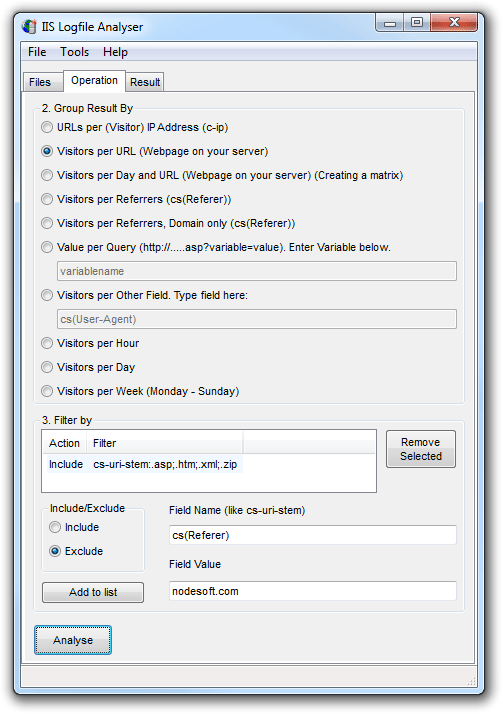 IIS Logfile Analyser
File Tools Help
Files Operation Result
2. Group Result By
URLs per (Visitor) IP Address (c-ip)
Visitors per URL (Webpage on your server)
Visitors per Day and URL (Webpage on your server) (Creating a matrix)
Visitors per Referrers (cs(Referer))
Visitors per Referrers, Domain only (cs(Referer))
Value per Query (http://.....asp?variable=value). Enter Variable below.
variablename
Visitors per Other Field. Type field here:
cs(User-Agent)
Visitors per Hour
Visitors per Day
Visitors per Week (Monday - Sunday)
3. Filter by
Action Filter
Include cs-uri-stem:.asp;.htm;.xml;.zip
Remove
Selected
Include/Exclude
Include
Exclude
Add to list
Field Name (like cs-uri-stem)
cs(Referer)
Field Value
nodesoft.com
Analyse